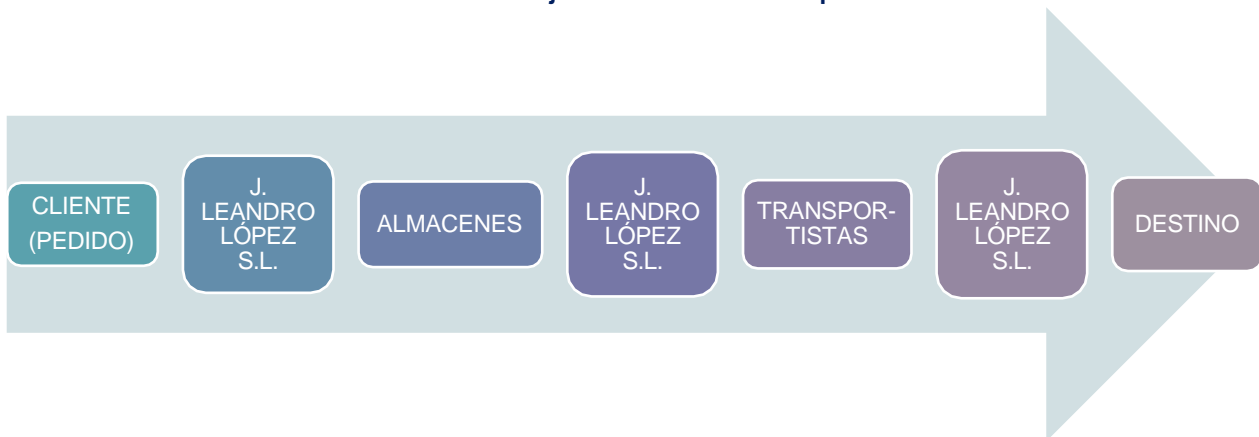 CLIENTE
(PEDIDO)
J.
LEANDRO
LÓPEZ
S.L.
ALMACENES
J.
LEANDRO
LÓPEZ
S.L.
TRANSPOR-
TISTAS
J.
LEANDRO
LÓPEZ
S.L.
DESTINO